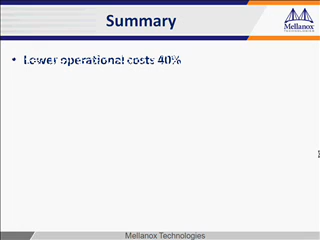 Summary
Mellanox
TECHNOLOGIES
• Lower operational costs 40%
Mellanox Technologies